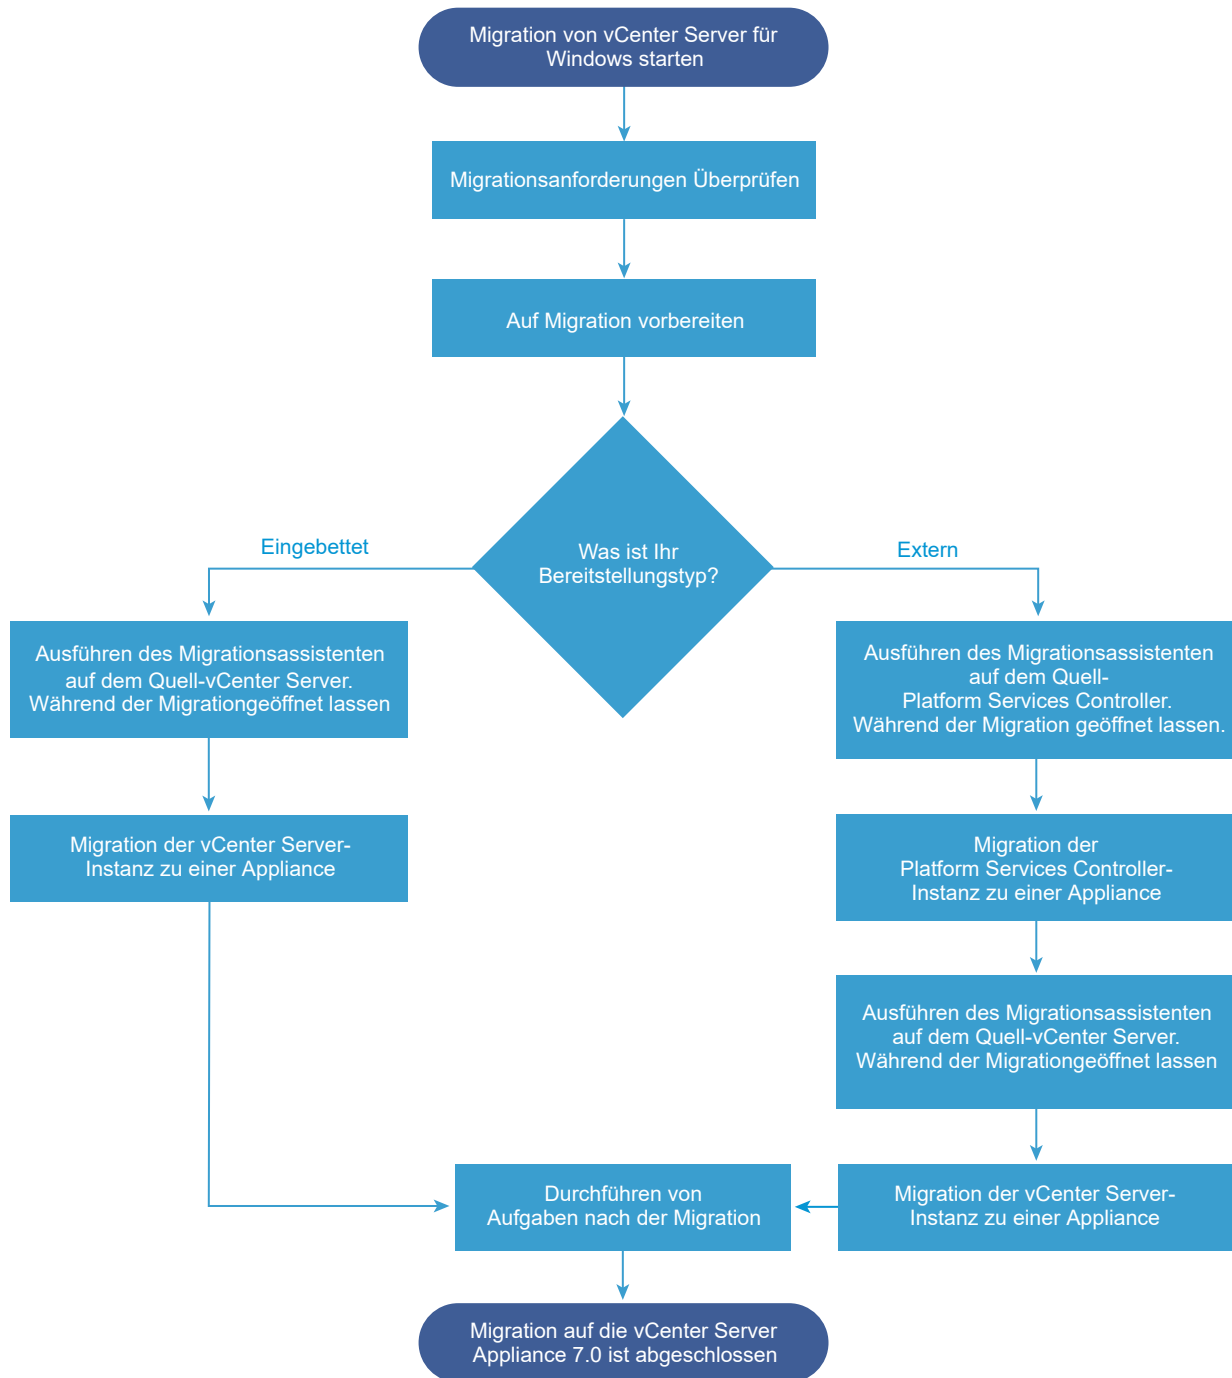 Migration von vCenter Server für
Windows starten
Migrationsanforderungen Überprüfen
Auf Migration vorbereiten
Was ist Ihr
Bereitstellungstyp?
Eingebettet
Extern
Ausführen des Migrationsassistenten
auf dem Quell-vCenter Server.
Während der Migrationgeöffnet lassen
Migration der vCenter Server-
Instanz zu einer Appliance
Ausführen des Migrationsassistenten
auf dem Quell-
Platform Services Controller.
Während der Migration geöffnet lassen.
Migration der
Platform Services Controller-
Instanz zu einer Appliance
Ausführen des Migrationsassistenten
auf dem Quell-vCenter Server.
Während der Migrationgeöffnet lassen
Migration der vCenter Server-
Instanz zu einer Appliance
Durchführen von
Aufgaben nach der Migration
Migration auf die vCenter Server
Appliance 7.0 ist abgeschlossen